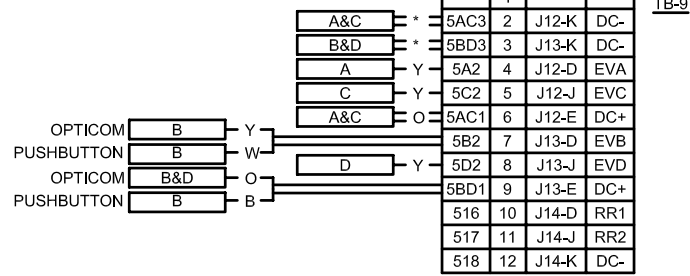 TB-9
A&C * 5AC3 2 J12-K DC-
B&D * 5BD3 3 J13-K DC-
A Y 5A2 4 J12-D EVA
C Y 5C2 5 J12-J EVC
A&C O 5AC1 6 J12-E DC+
OPTICOM B Y
5B2 7 J13-D EVB
PUSHBUTTON B W
D Y 5D2 8 J13-J EVD
OPTICOM B&D O
5BD1 9 J13-E DC+
PUSHBUTTON B B
516 10 J14-D RR1
517 11 J14-J RR2
518 12 J14-K DC-